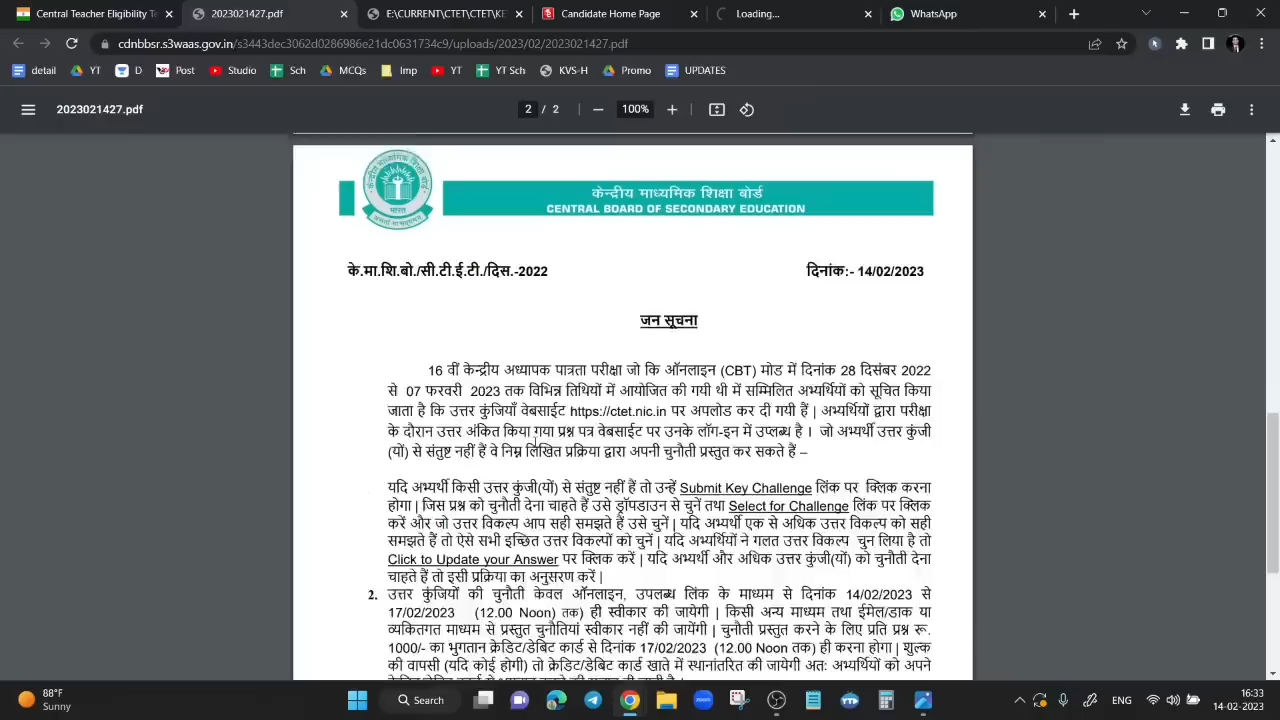 Central Teacher Eligibility Te
2023021427.pdf
E:\CURRENT\CTET\CTET\KE
Candidate Home Page
Loading...
WhatsApp
cdnbbsr.s3waas.gov.in/s3443dec3062d0286986e21dc0631734c9/uploads/2023/02/2023021427.pdf
detail YT D Post Studio Sch MCQs Imp YT YT Sch KVS-H Promo UPDATES
2023021427.pdf 2 / 2 100%
केन्द्रीय माध्यमिक शिक्षा बोर्ड
CENTRAL BOARD OF SECONDARY EDUCATION
भारत
के.मा.शि.बो./सी.टी.ई.टी./दिस.-2022 दिनांक:- 14/02/2023
जन सूचना
16 वीं केन्द्रीय अध्यापक पात्रता परीक्षा जो कि ऑनलाइन (CBT) मोड में दिनांक 28 दिसंबर 2022
से 07 फरवरी 2023 तक विभिन्न तिथियों में आयोजित की गयी थी में सम्मिलित अभ्यर्थियों को सूचित किया
जाता है कि उत्तर कुंजियाँ वेबसाईट https://ctet.nic.in पर अपलोड कर दी गयी हैं | अभ्यर्थियों द्वारा परीक्षा
के दौरान उत्तर अंकित किया गया प्रश्न पत्र वेबसाईट पर उनके लॉग-इन में उप्लब्ध है । जो अभ्यर्थी उत्तर कुंजी
(यों) से संतुष्ट नहीं हैं वे निम्न लिखित प्रक्रिया द्वारा अपनी चुनौती प्रस्तुत कर सकते हैं –
यदि अभ्यर्थी किसी उत्तर कुंजी(यों) से संतुष्ट नहीं हैं तो उन्हें Submit Key Challenge लिंक पर क्लिक करना
होगा | जिस प्रश्न को चुनौती देना चाहते हैं उसे ड्रॉपडाउन से चुनें तथा Select for Challenge लिंक पर क्लिक
करें और जो उत्तर विकल्प आप सही समझते हैं उसे चुनें | यदि अभ्यर्थी एक से अधिक उत्तर विकल्प को सही
समझते हैं तो ऐसे सभी इच्छित उत्तर विकल्पों को चुनें | यदि अभ्यर्थियों ने गलत उत्तर विकल्प चुन लिया है तो
Click to Update your Answer पर क्लिक करें | यदि अभ्यर्थी और अधिक उत्तर कुंजी(यों) को चुनौती देना
चाहते हैं तो इसी प्रक्रिया का अनुसरण करें |
2. उत्तर कुंजियों की चुनौती केवल ऑनलाइन, उपलब्ध लिंक के माध्यम से दिनांक 14/02/2023 से
17/02/2023 (12.00 Noon) तक) ही स्वीकार की जायेगी | किसी अन्य माध्यम तथा ईमेल/डाक या
व्यकितगत माध्यम से प्रस्तुत चुनौतियां स्वीकार नहीं की जायेंगी | चुनौती प्रस्तुत करने के लिए प्रति प्रश्न रू.
1000/- का भुगतान क्रेडिट/डेबिट कार्ड से दिनांक 17/02/2023 (12.00 Noon तक) ही करना होगा | शुल्क
की वापसी (यदि कोई होगी) तो क्रेडिट/डेबिट कार्ड खाते में स्थानांतरित की जायेगी अत: अभ्यर्थियों को अपने
88°F
Sunny
Search
zoom
ENG
16:33
14-02-2023